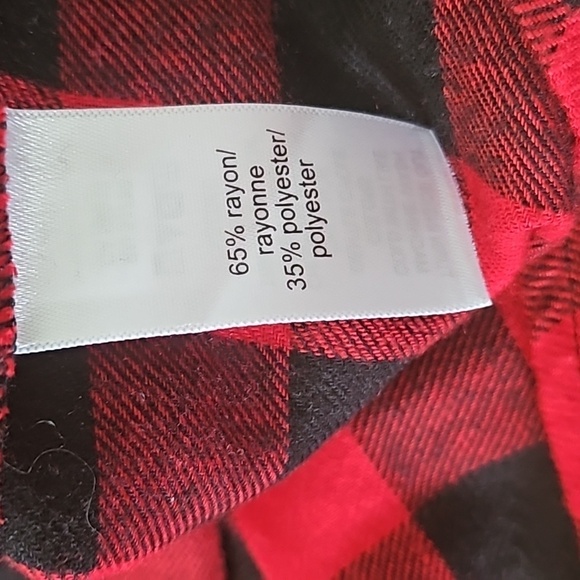 65% rayon/
rayonne
35% polyester/
polyester